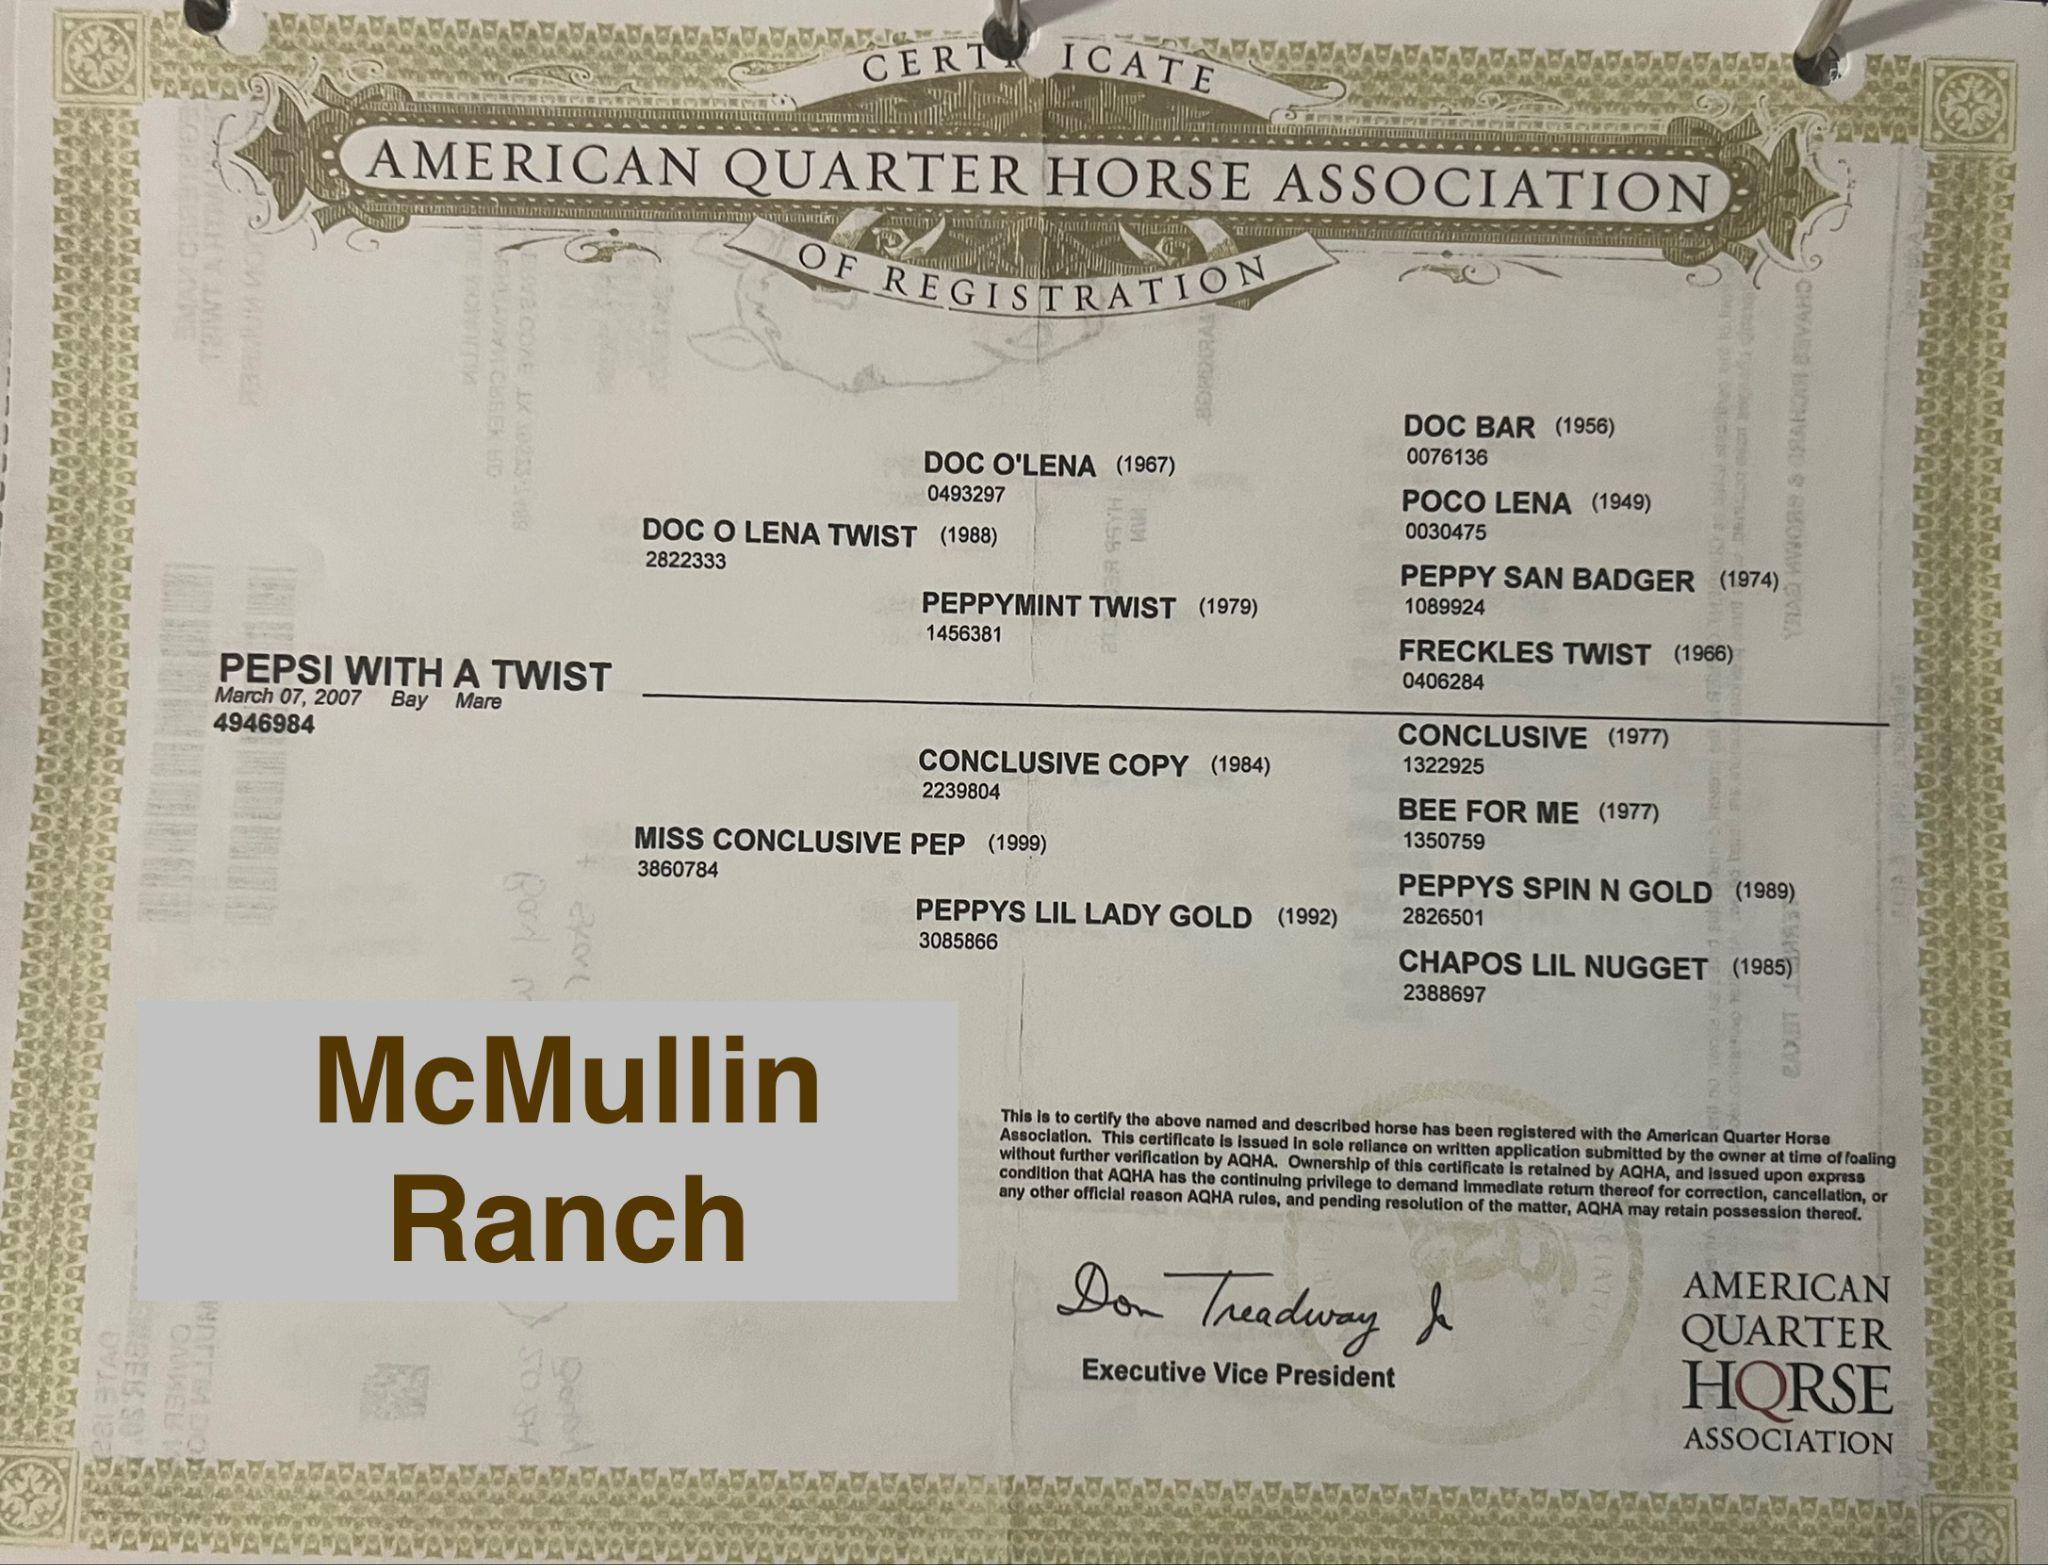 CERTIFICATE
AMERICAN QUARTER HORSE ASSOCIATION
OF REGISTRATION
DOC BAR (1956)
0076136
DOC O'LENA (1967)
0493297
POCO LENA (1949)
0030475
DOC O LENA TWIST (1988)
2822333
PEPPY SAN BADGER (1974)
1089924
PEPPYMINT TWIST (1979)
1456381
FRECKLES TWIST (1966)
0406284
PEPSI WITH A TWIST
March 07, 2007 Bay Mare
4946984
CONCLUSIVE (1977)
1322925
CONCLUSIVE COPY (1984)
2239804
BEE FOR ME (1977)
1350759
MISS CONCLUSIVE PEP (1999)
3860784
PEPPYS SPIN N GOLD (1989)
2826501
PEPPYS LIL LADY GOLD (1992)
3085866
CHAPOS LIL NUGGET (1985)
2388697
McMullin
Ranch
This is to certify the above named and described horse has been registered with the American Quarter Horse
Association. This certificate is issued in sole reliance on written application submitted by the owner at time of foaling
without further verification by AQHA. Ownership of this certificate is retained by AQHA, and issued upon express
condition that AQHA has the continuing privilege to demand immediate return thereof for correction, cancellation, or
any other official reason AQHA rules, and pending resolution of the matter, AQHA may retain possession thereof.
Don Treadway Jr
Executive Vice President
AMERICAN
QUARTER
HORSE
ASSOCIATION